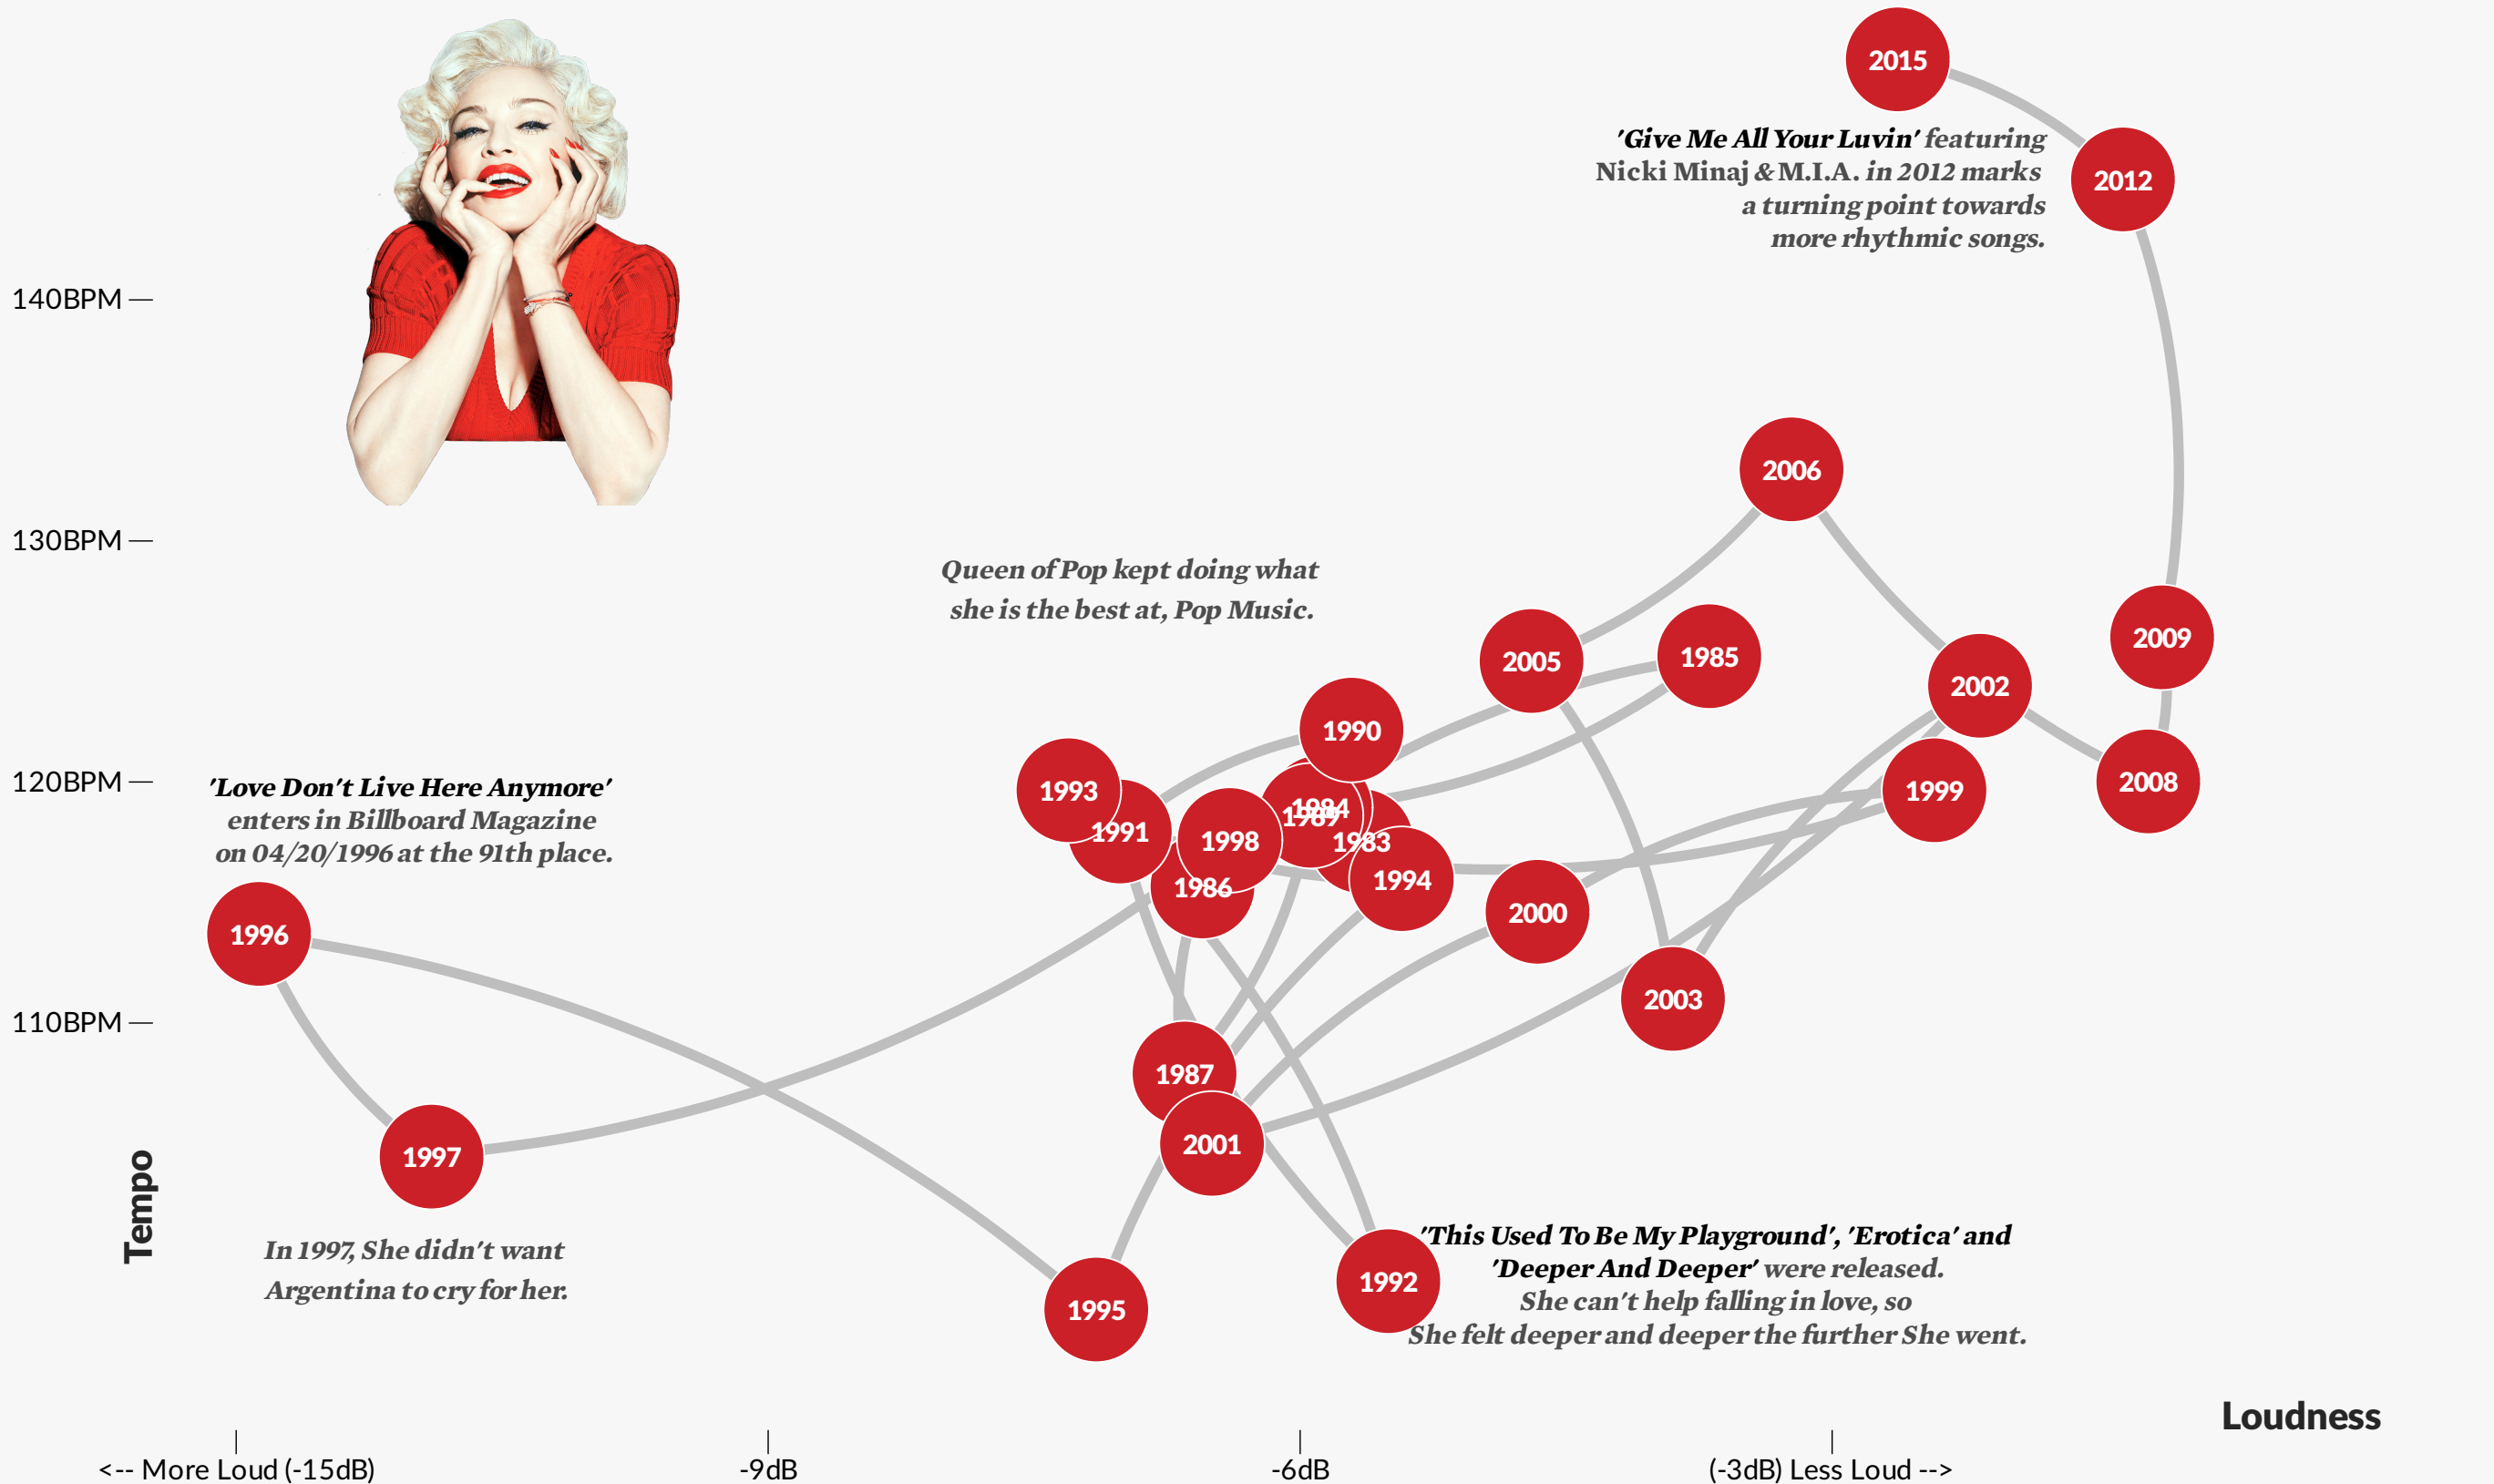 2015
'Give Me All Your Luvin' featuring
Nicki Minaj & M.I.A. in 2012 marks
a turning point towards
more rhythmic songs.
2012
140BPM
2006
130BPM
Queen of Pop kept doing what
she is the best at, Pop Music.
2005
1985
2009
2002
1990
120BPM
'Love Don't Live Here Anymore'
enters in Billboard Magazine
on 04/20/1996 at the 91th place.
1993
1991
1998
1984
1989
1983
1986
1994
1999
2008
2000
1996
2003
110BPM
1987
2001
1997
Tempo
In 1997, She didn't want
Argentina to cry for her.
1995
1992
'This Used To Be My Playground', 'Erotica' and
'Deeper And Deeper' were released.
She can't help falling in love, so
She felt deeper and deeper the further She went.
Loudness
<-- More Loud (-15dB)
-9dB
-6dB
(-3dB) Less Loud -->